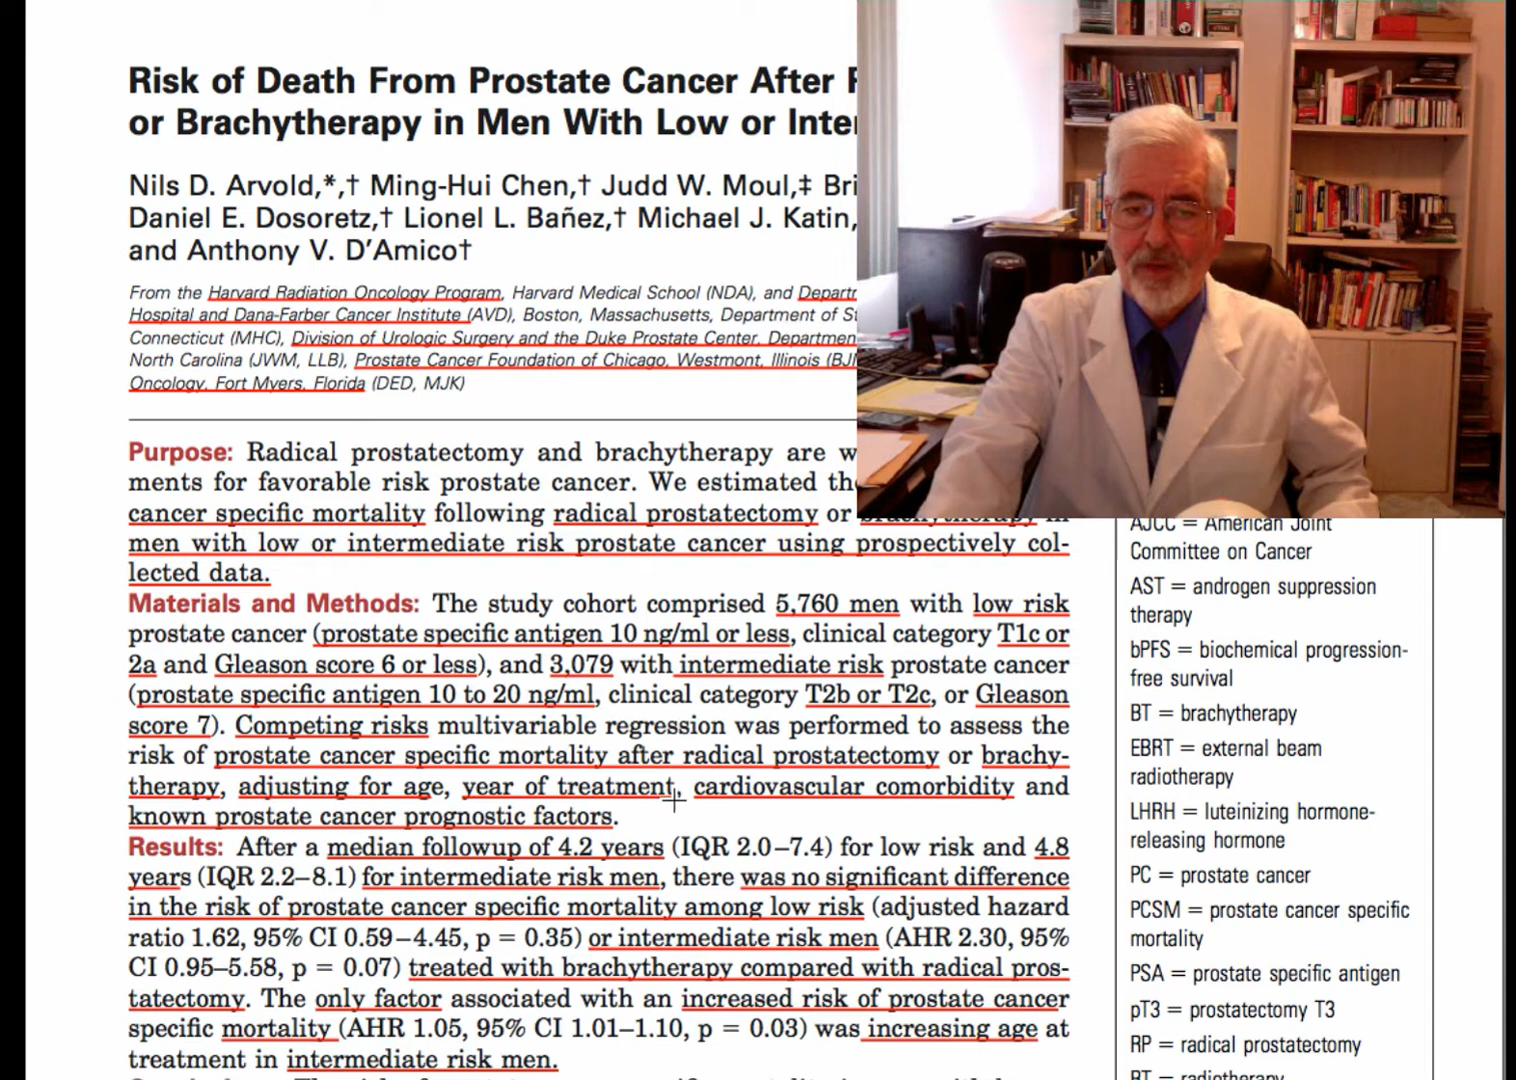 Risk of Death From Prostate Cancer After
or Brachytherapy in Men With Low or
Nils D. Arvold,*,† Ming-Hui Chen,† Judd W. Moul,‡
Daniel E. Dosoretz,† Lionel L. Bañez,† Michael J. Katin,
and Anthony V. D'Amico†
From the Harvard Radiation Oncology Program, Harvard Medical School (NDA), and
Hospital and Dana-Farber Cancer Institute (AVD), Boston, Massachusetts, Department of
Connecticut (MHC), Division of Urologic Surgery and the Duke Prostate Center,
North Carolina (JWM, LLB), Prostate Cancer Foundation of Chicago, Westmont, Illinois
Oncology, Fort Myers, Florida (DED, MJK)
Purpose: Radical prostatectomy and brachytherapy are
ments for favorable risk prostate cancer. We estimated
cancer specific mortality following radical prostatectomy or brachytherapy in
men with low or intermediate risk prostate cancer using prospectively col-
lected data.
Materials and Methods: The study cohort comprised 5,760 men with low risk
prostate cancer (prostate specific antigen 10 ng/ml or less, clinical category T1c or
2a and Gleason score 6 or less), and 3,079 with intermediate risk prostate cancer
(prostate specific antigen 10 to 20 ng/ml, clinical category T2b or T2c, or Gleason
score 7). Competing risks multivariable regression was performed to assess the
risk of prostate cancer specific mortality after radical prostatectomy or brachy-
therapy, adjusting for age, year of treatment, cardiovascular comorbidity and
known prostate cancer prognostic factors.
Results: After a median followup of 4.2 years (IQR 2.0–7.4) for low risk and 4.8
years (IQR 2.2–8.1) for intermediate risk men, there was no significant difference
in the risk of prostate cancer specific mortality among low risk (adjusted hazard
ratio 1.62, 95% CI 0.59–4.45, p = 0.35) or intermediate risk men (AHR 2.30, 95%
CI 0.95–5.58, p = 0.07) treated with brachytherapy compared with radical pros-
tatectomy. The only factor associated with an increased risk of prostate cancer
specific mortality (AHR 1.05, 95% CI 1.01–1.10, p = 0.03) was increasing age at
treatment in intermediate risk men.
AJCC = American Joint
Committee on Cancer
AST = androgen suppression
therapy
bPFS = biochemical progression-
free survival
BT = brachytherapy
EBRT = external beam
radiotherapy
LHRH = luteinizing hormone-
releasing hormone
PC = prostate cancer
PCSM = prostate cancer specific
mortality
PSA = prostate specific antigen
pT3 = prostatectomy T3
RP = radical prostatectomy
RT = radiotherapy